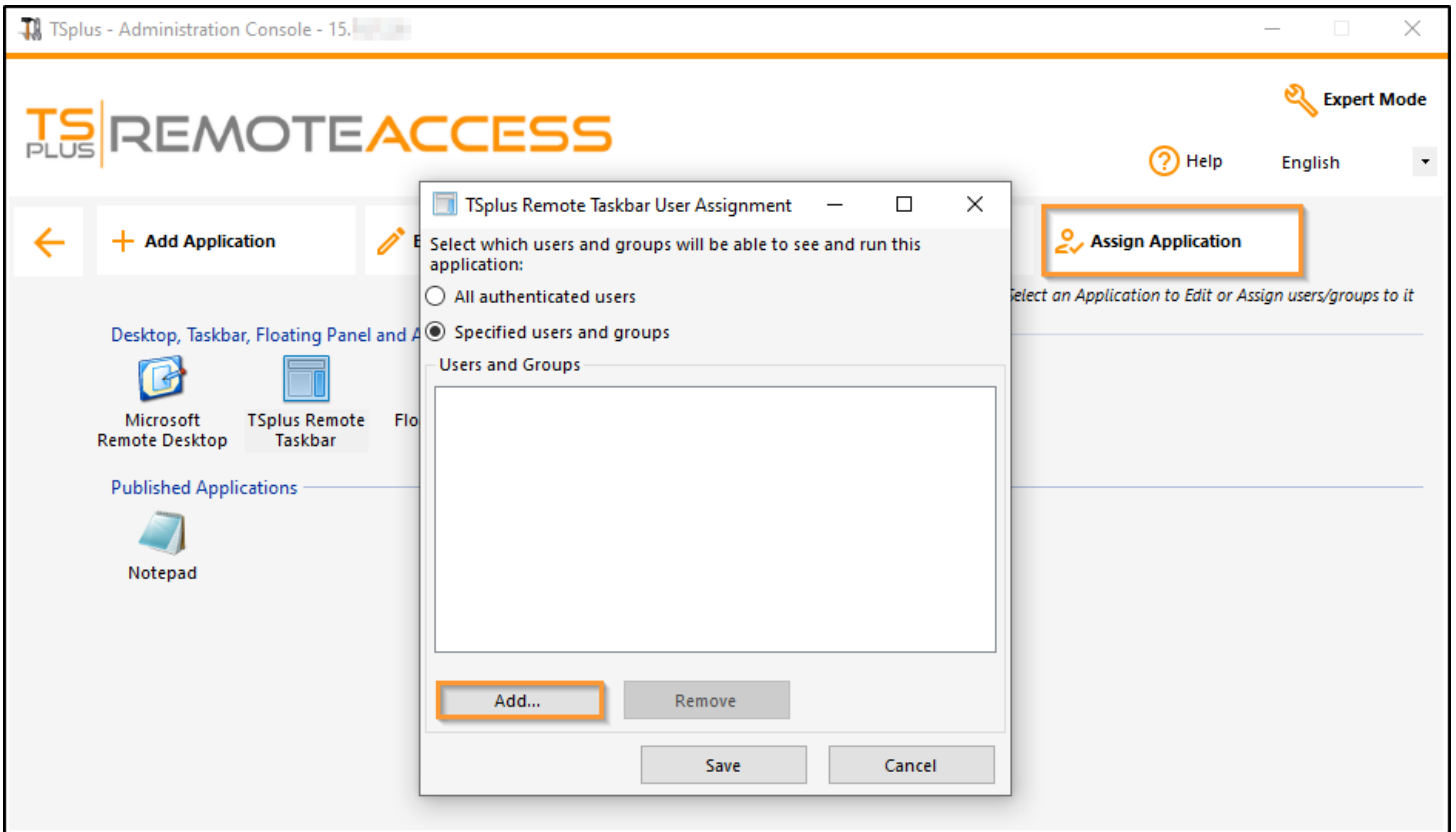 TSplus - Administration Console - 15.
Expert Mode
TS PLUS REMOTEACCESS
Help
English
TSplus Remote Taskbar User Assignment
Add Application
Assign Application
Select which users and groups will be able to see and run this
application:
All authenticated users
Select an Application to Edit or Assign users/groups to it
Specified users and groups
Desktop, Taskbar, Floating Panel and
Users and Groups
Microsoft
Remote Desktop
TSplus Remote
Taskbar
Flo
Published Applications
Notepad
Add...
Remove
Save
Cancel